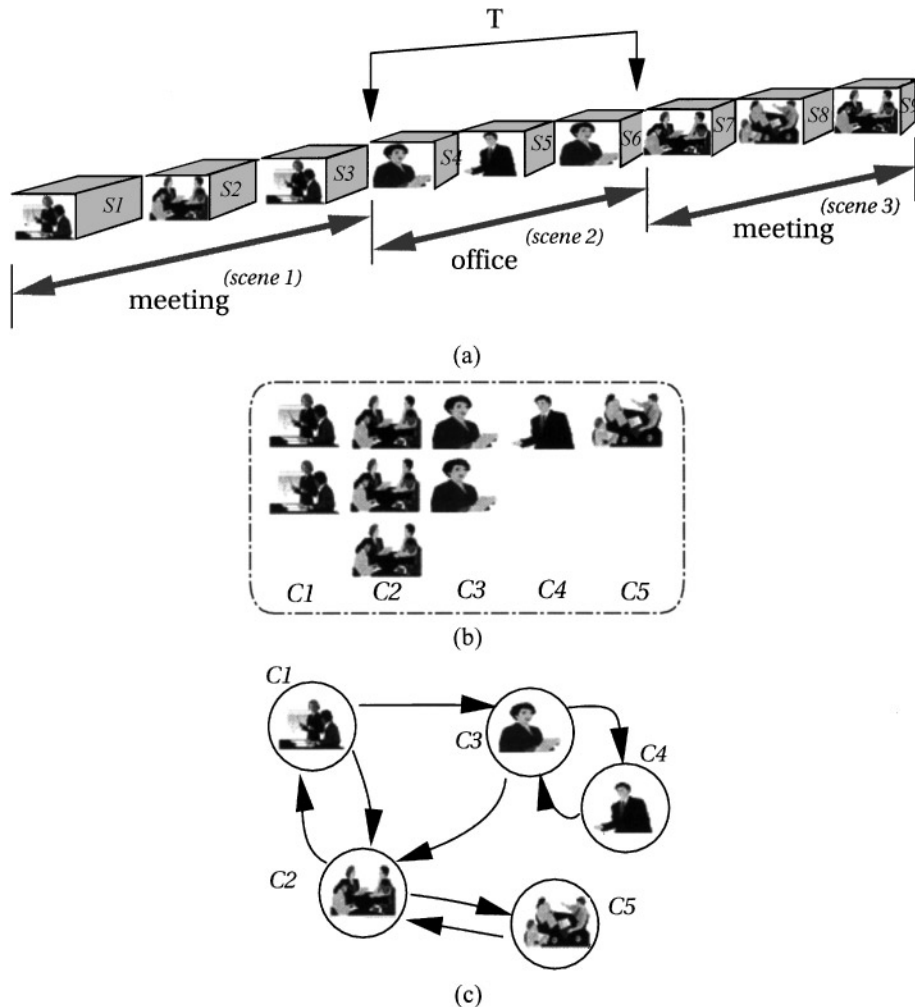 T
S1
S2
S3
S4
S5
S6
S7
S8
S9
(scene 1)
meeting
(scene 2)
office
(scene 3)
meeting
(a)
C1 C2 C3 C4 C5
(b)
C1
C3
C4
C2
C5
(c)